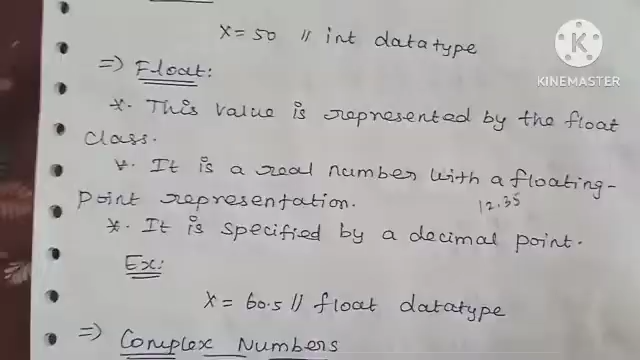 x = 50 // int datatype
K
KINEMASTER
=> Float:
*. This value is represented by the float
class.
*. It is a real number with a floating-
point representation.
12.35
*. It is specified by a decimal point.
Ex:
x = 60.5 // float datatype
=> Complex Numbers